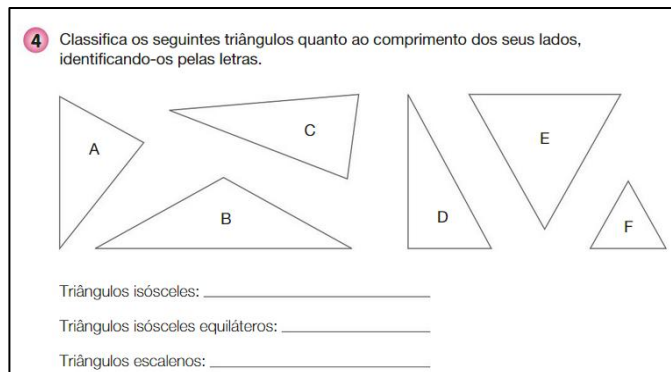 4 Classifica os seguintes triângulos quanto ao comprimento dos seus lados,
identificando-os pelas letras.
A
C
E
B
D
F
Triângulos isósceles:
Triângulos isósceles equiláteros:
Triângulos escalenos: